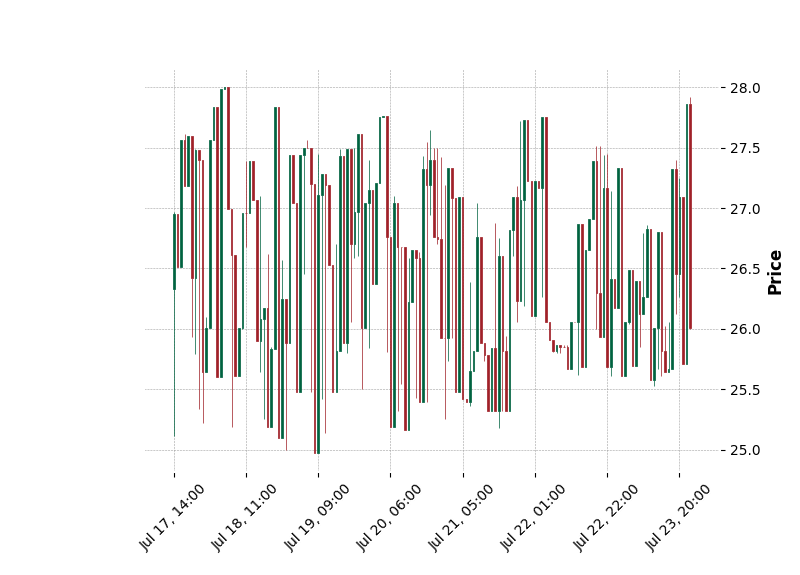 28.0
27.5
27.0
26.5
26.0
25.5
25.0
Price
Jul 17, 14:00
Jul 18, 11:00
Jul 19, 09:00
Jul 20, 06:00
Jul 21, 05:00
Jul 22, 01:00
Jul 22, 22:00
Jul 23, 20:00